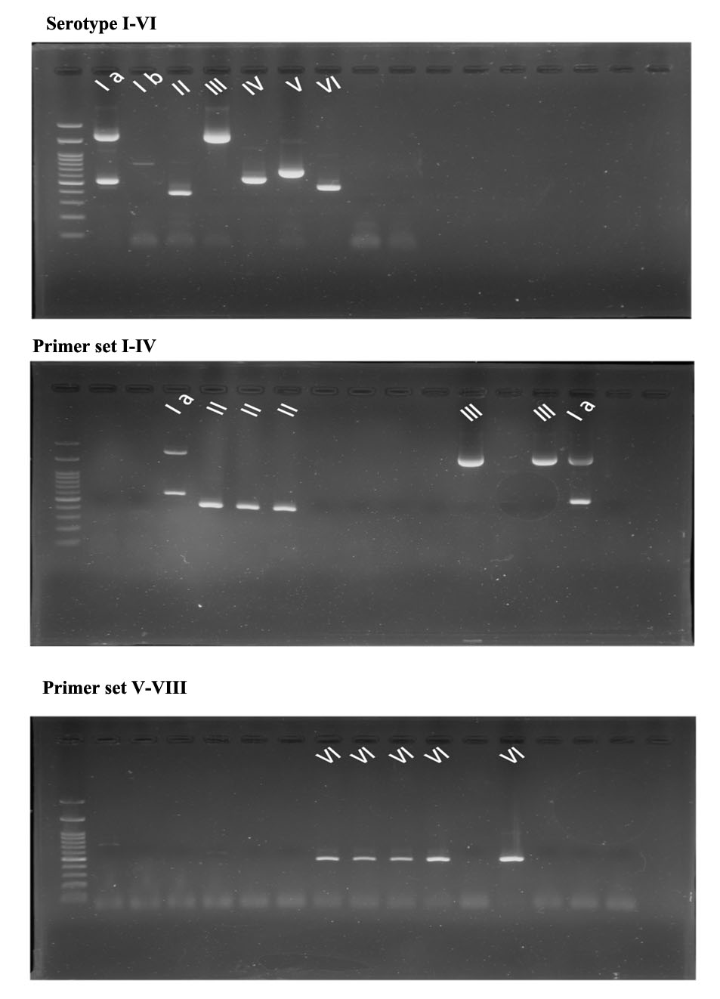 Serotype I-VI
I a I b II III IV V VI
Primer set I-IV
I a II II II III III I a
Primer set V-VIII
VI VI VI VI VI